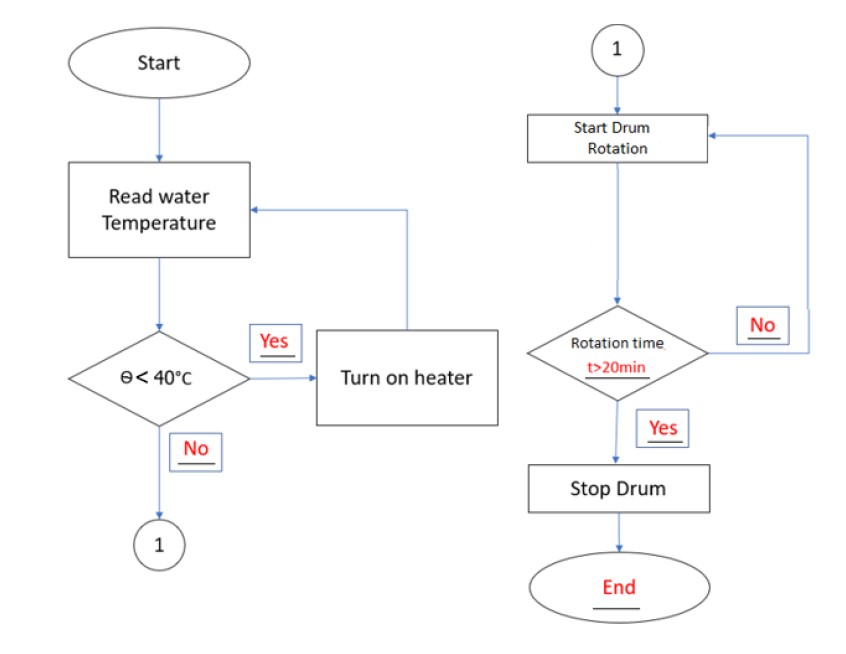 Start
Read water
Temperature
Ɵ< 40°C
Yes
Turn on heater
No
1
1
Start Drum
Rotation
Rotation time
t>20min
No
Yes
Stop Drum
End